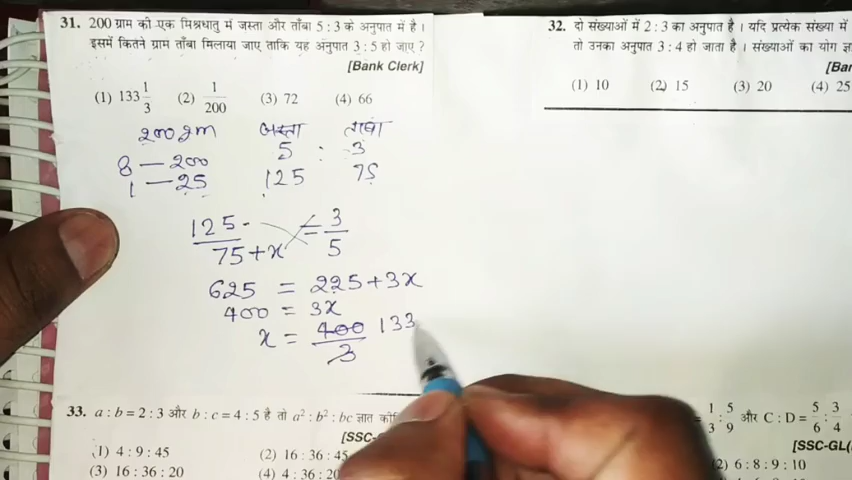 31. 200 ग्राम की एक मिश्रधातु में जस्ता और ताँबा 5 : 3 के अनुपात में है ।
इसमें कितने ग्राम ताँबा मिलाया जाए ताकि यह अनुपात 3 : 5 हो जाए ?
[Bank Clerk]
(1) 133 1/3 (2) 1/200 (3) 72 (4) 66
200 gm जस्ता ताबा
5 : 3
8 — 200
1 — 25 125 75
125 / 75 + x = 3 / 5
625 = 225 + 3x
400 = 3x
x = 400 / 3 133
32. दो संख्याओं में 2 : 3 का अनुपात है । यदि प्रत्येक संख्या में
तो उनका अनुपात 3 : 4 हो जाता है । संख्याओं का योग
[Ban
(1) 10 (2) 15 (3) 20 (4) 25
33. a : b = 2 : 3 और b : c = 4 : 5 है तो a² : b² : bc ज्ञात
[SSC-
(1) 4 : 9 : 45 (2) 16 : 36 : 45
(3) 16 : 36 : 20 (4) 4 : 36 : 20
1/3 : 5/9 और C : D = 5/6 : 3/4
[SSC-GL(
(2) 6 : 8 : 9 : 10